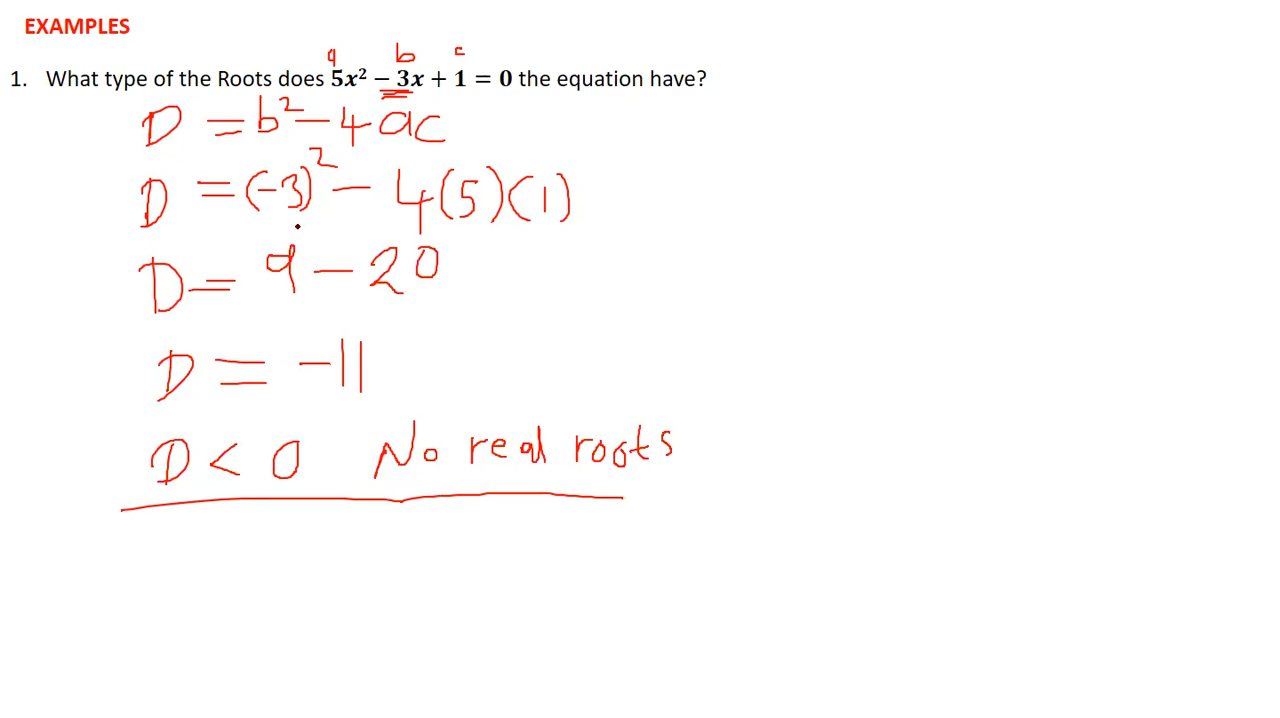 EXAMPLES
a b c
1. What type of the Roots does 5x² − 3x + 1 = 0 the equation have?
D = b² − 4ac
D = (−3)² − 4(5)(1)
D = 9 − 20
D = −11
D < 0 No real roots